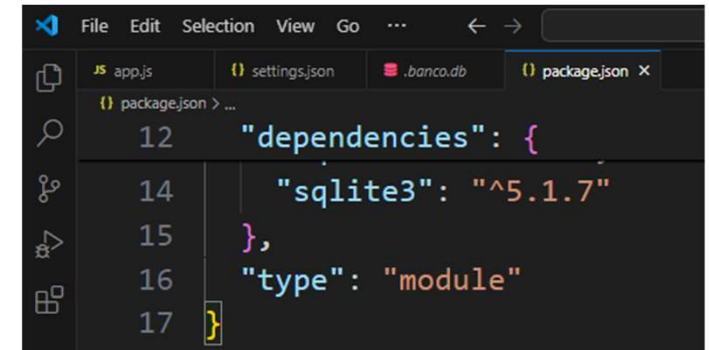 File Edit Selection View Go ...
JS app.js {} settings.json .banco.db {} package.json
{} package.json > ...
12 "dependencies": {
14 "sqlite3": "^5.1.7"
15 },
16 "type": "module"
17 }